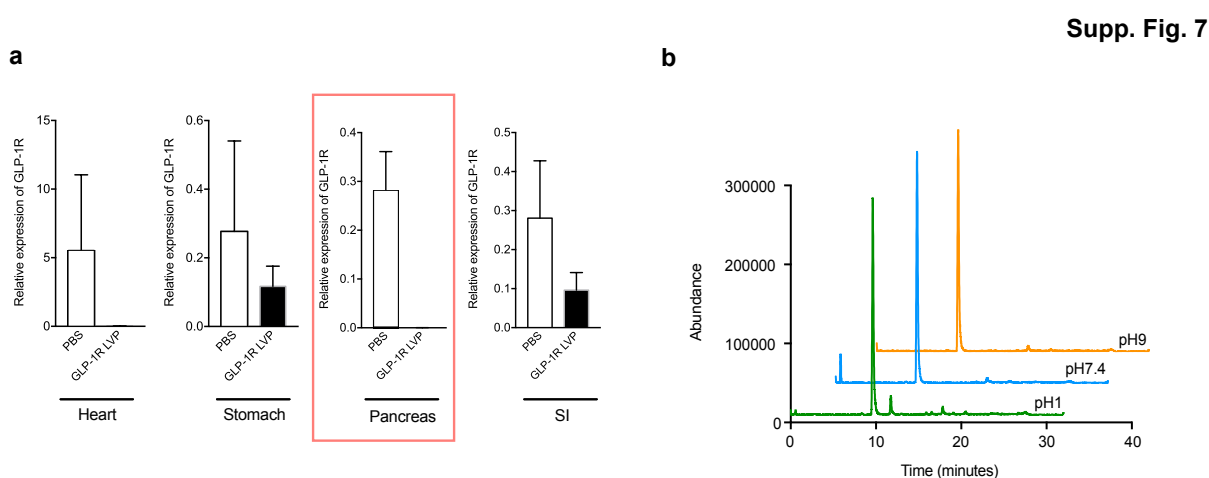 Supp. Fig. 7
a
b
Relative expression of GLP-1R
15
10
5
0
PBS
GLP-1R LVP
Heart
Relative expression of GLP-1R
0.6
0.4
0.2
0.0
PBS
GLP-1R LVP
Stomach
Relative expression of GLP-1R
0.4
0.3
0.2
0.1
0.0
PBS
GLP-1R LVP
Pancreas
Relative expression of GLP-1R
0.5
0.4
0.3
0.2
0.1
0.0
PBS
GLP-1R LVP
SI
Abundance
300000
200000
100000
0
pH9
pH7.4
pH1
0 10 20 30 40
Time (minutes)